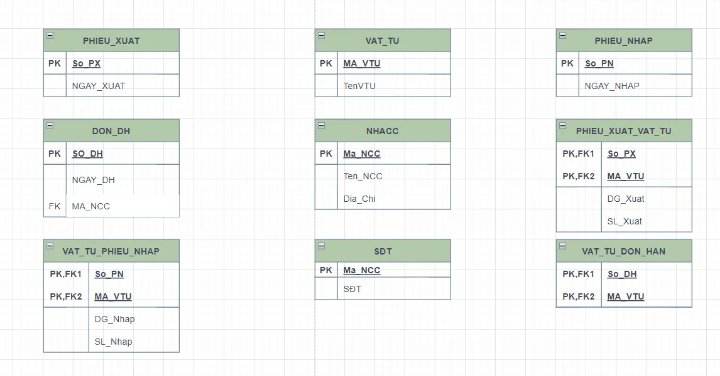 PHIEU_XUAT
PK So_PX
NGAY_XUAT
VAT_TU
PK MA_VTU
TenVTU
PHIEU_NHAP
PK So_PN
NGAY_NHAP
DON_DH
PK SO_DH
NGAY_DH
FK MA_NCC
NHACC
PK Ma_NCC
Ten_NCC
Dia_Chi
PHIEU_XUAT_VAT_TU
PK,FK1 So_PX
PK,FK2 MA_VTU
DG_Xuat
SL_Xuat
VAT_TU_PHIEU_NHAP
PK,FK1 So_PN
PK,FK2 MA_VTU
DG_Nhap
SL_Nhap
SĐT
PK Ma_NCC
SĐT
VAT_TU_DON_HAN
PK,FK1 So_DH
PK,FK2 MA_VTU